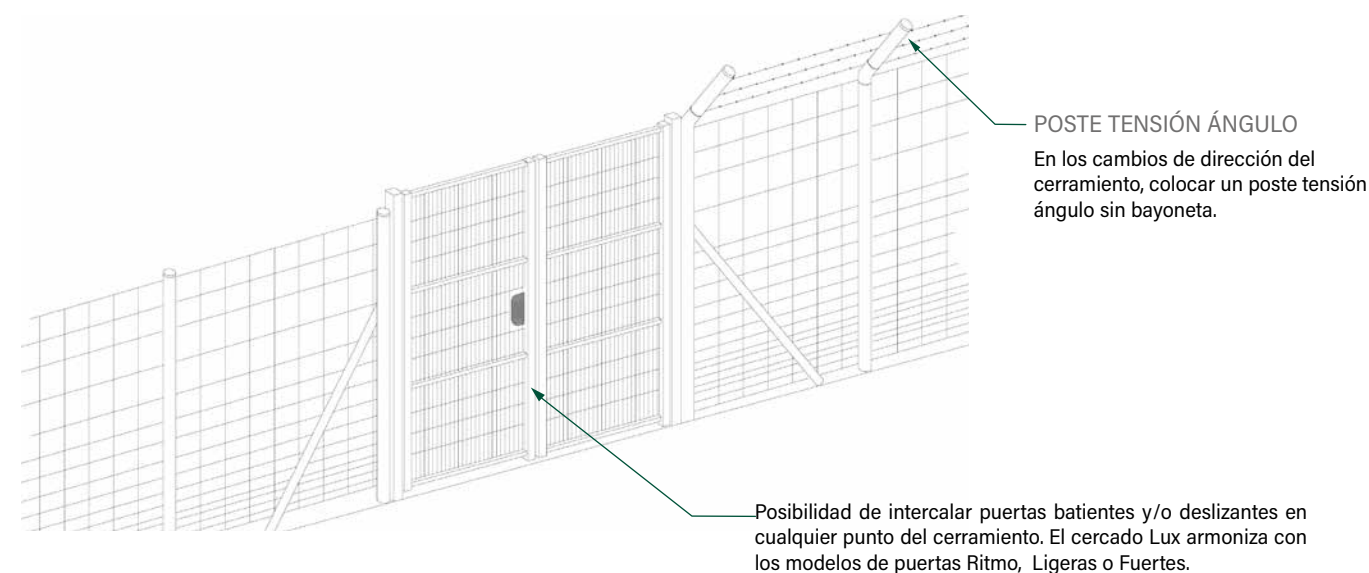 POSTE TENSIÓN ÁNGULO
En los cambios de dirección del
cerramiento, colocar un poste tensión
ángulo sin bayoneta.
Posibilidad de intercalar puertas batientes y/o deslizantes en
cualquier punto del cerramiento. El cercado Lux armoniza con
los modelos de puertas Ritmo, Ligeras o Fuertes.